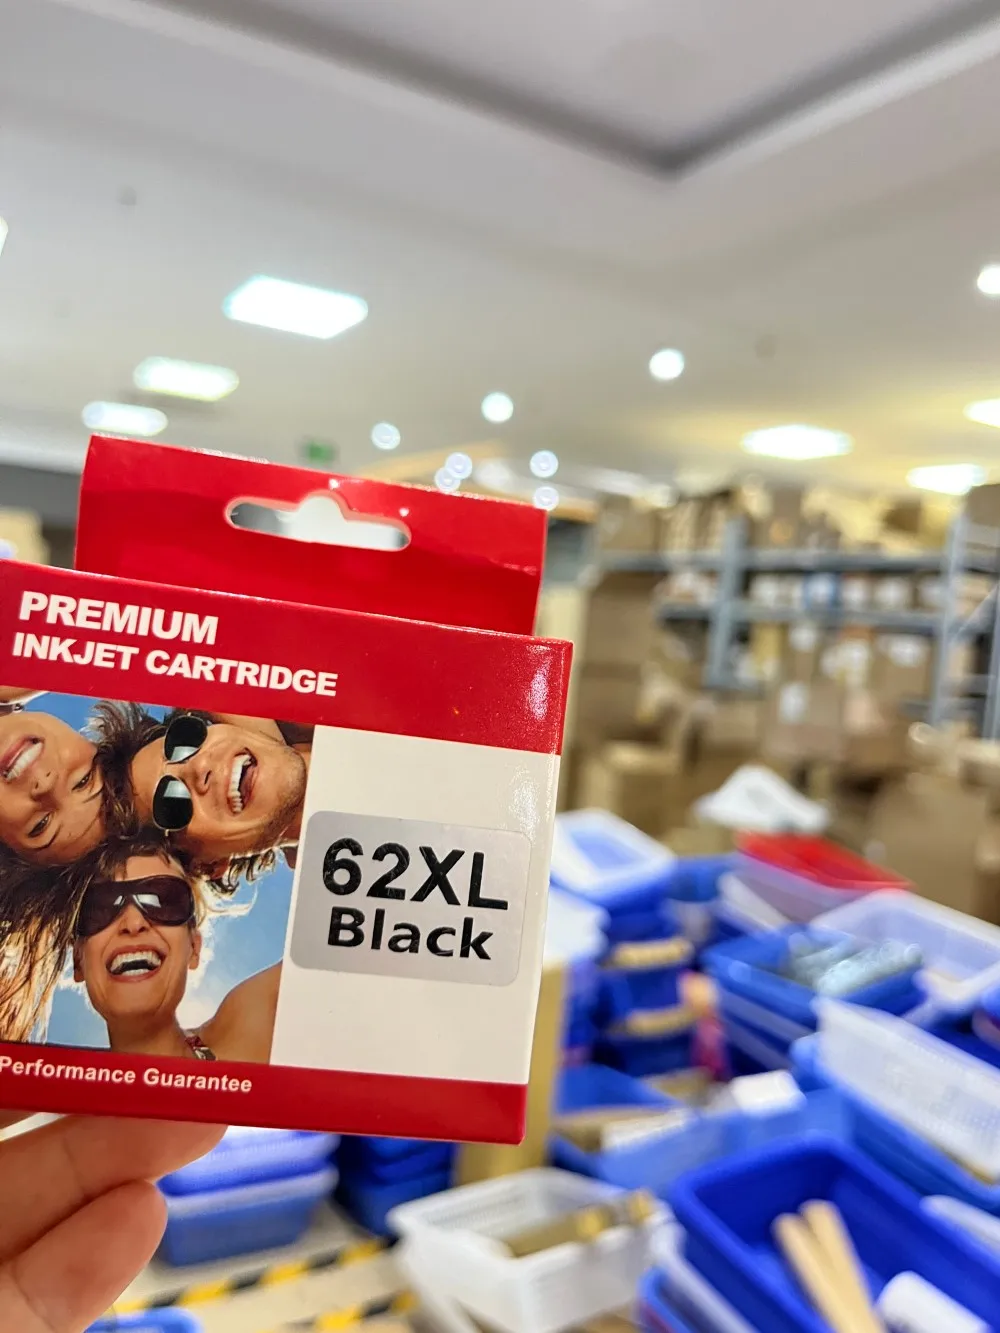 PREMIUM
INKJET CARTRIDGE
62XL
Black
Performance Guarantee